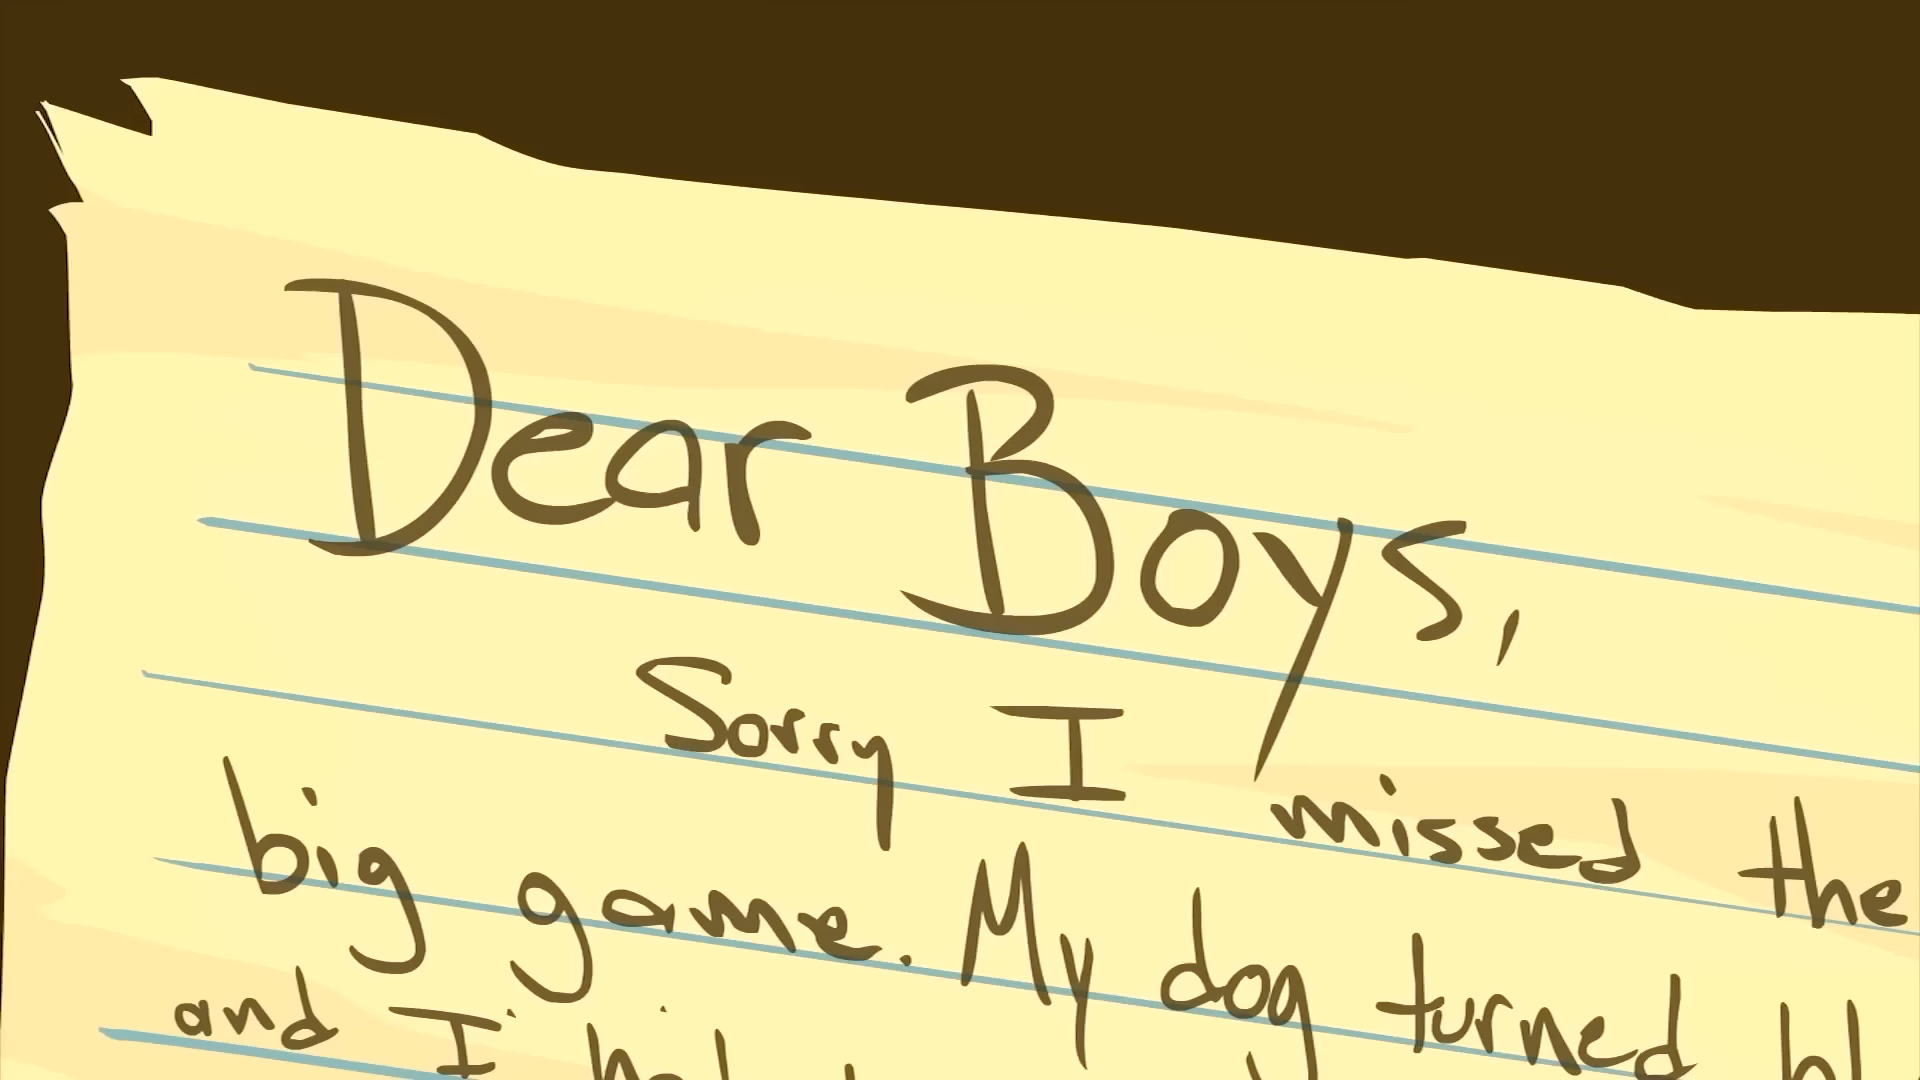 Dear Boys,
Sorry I missed the
big game. My dog turned
and I